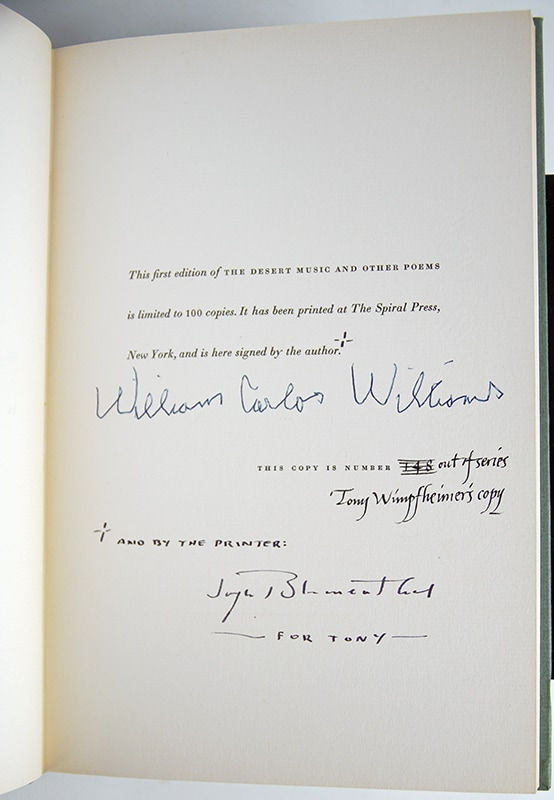 This first edition of THE DESERT MUSIC AND OTHER POEMS
is limited to 100 copies. It has been printed at The Spiral Press,
New York, and is here signed by the author.
William Carlos Williams
THIS COPY IS NUMBER 148 out of series
Tony Wimpfheimer's copy
AND BY THE PRINTER:
Joseph Blumenthal
— FOR TONY —